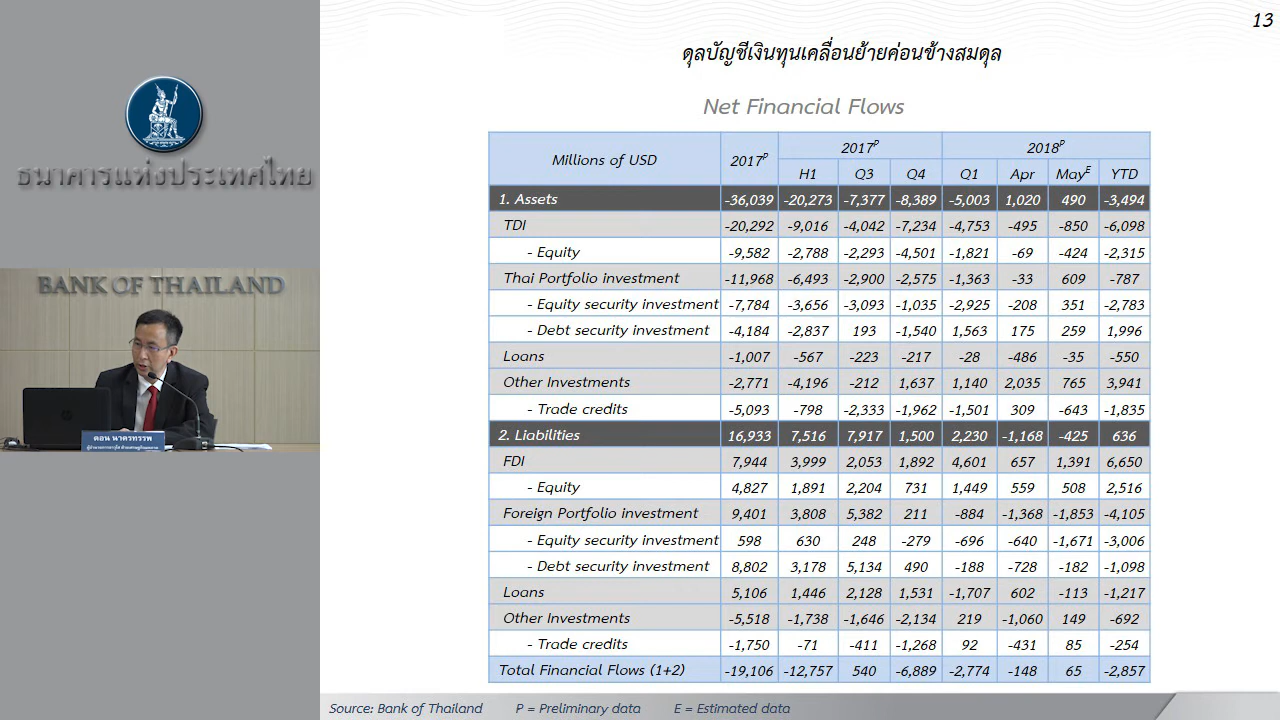 13
ดุลบัญชีเงินทุนเคลื่อนย้ายค่อนข้างสมดุล
Net Financial Flows
ธนาคารแห่งประเทศไทย
BANK OF THAILAND
ดอน นาครทรรพ
Millions of USD 2017P 2017P 2018P
H1 Q3 Q4 Q1 Apr MayE YTD
1. Assets -36,039 -20,273 -7,377 -8,389 -5,003 1,020 490 -3,494
TDI -20,292 -9,016 -4,042 -7,234 -4,753 -495 -850 -6,098
- Equity -9,582 -2,788 -2,293 -4,501 -1,821 -69 -424 -2,315
Thai Portfolio investment -11,968 -6,493 -2,900 -2,575 -1,363 -33 609 -787
- Equity security investment -7,784 -3,656 -3,093 -1,035 -2,925 -208 351 -2,783
- Debt security investment -4,184 -2,837 193 -1,540 1,563 175 259 1,996
Loans -1,007 -567 -223 -217 -28 -486 -35 -550
Other Investments -2,771 -4,196 -212 1,637 1,140 2,035 765 3,941
- Trade credits -5,093 -798 -2,333 -1,962 -1,501 309 -643 -1,835
2. Liabilities 16,933 7,516 7,917 1,500 2,230 -1,168 -425 636
FDI 7,944 3,999 2,053 1,892 4,601 657 1,391 6,650
- Equity 4,827 1,891 2,204 731 1,449 559 508 2,516
Foreign Portfolio investment 9,401 3,808 5,382 211 -884 -1,368 -1,853 -4,105
- Equity security investment 598 630 248 -279 -696 -640 -1,671 -3,006
- Debt security investment 8,802 3,178 5,134 490 -188 -728 -182 -1,098
Loans 5,106 1,446 2,128 1,531 -1,707 602 -113 -1,217
Other Investments -5,518 -1,738 -1,646 -2,134 219 -1,060 149 -692
- Trade credits -1,750 -71 -411 -1,268 92 -431 85 -254
Total Financial Flows (1+2) -19,106 -12,757 540 -6,889 -2,774 -148 65 -2,857
Source: Bank of Thailand P = Preliminary data E = Estimated data